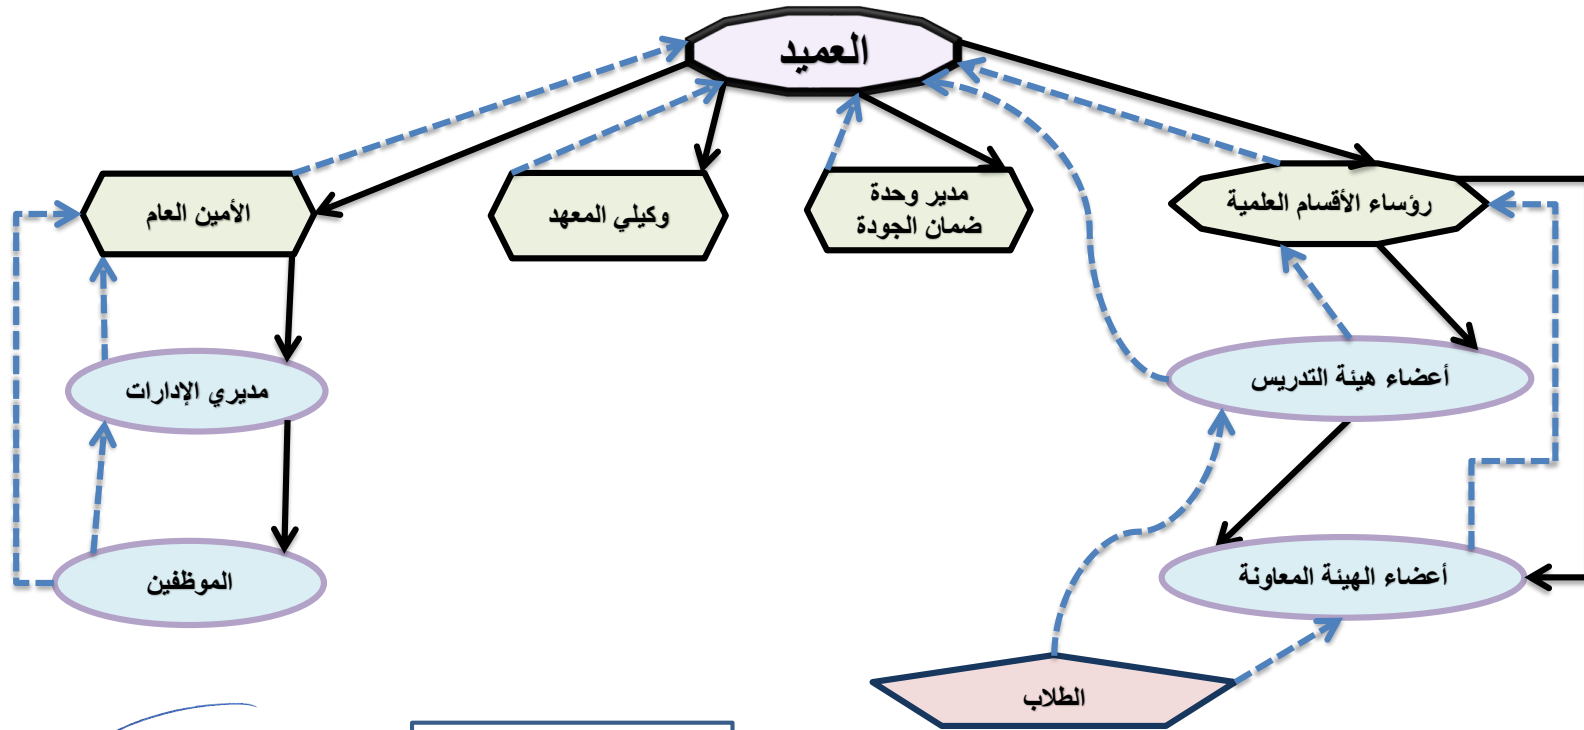 العميد
رؤساء الأقسام العلمية
مدير وحدة
ضمان الجودة
وكيلي المعهد
الأمين العام
أعضاء هيئة التدريس
مديري الإدارات
أعضاء الهيئة المعاونة
الموظفين
الطلاب